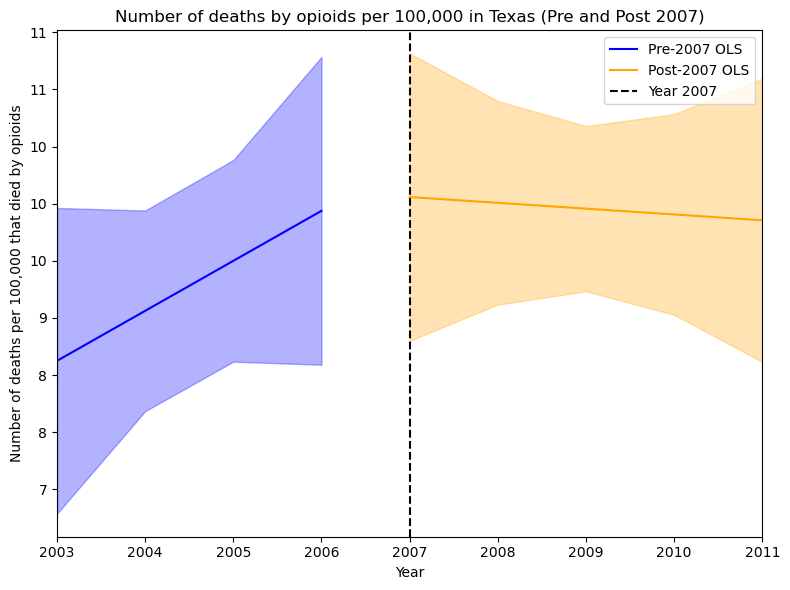 Number of deaths by opioids per 100,000 in Texas (Pre and Post 2007)
Number of deaths per 100,000 that died by opioids
11
11
10
10
10
9
8
8
7
Pre-2007 OLS
Post-2007 OLS
Year 2007
2003 2004 2005 2006 2007 2008 2009 2010 2011
Year